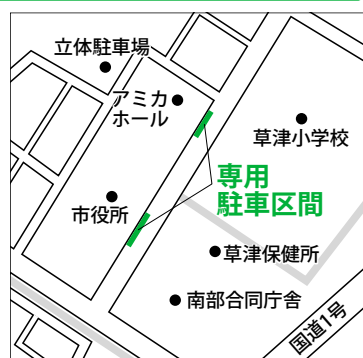 立体駐車場
アミカ
ホール
草津小学校
専用
駐車区間
市役所
草津保健所
南部合同庁舎
国道1号